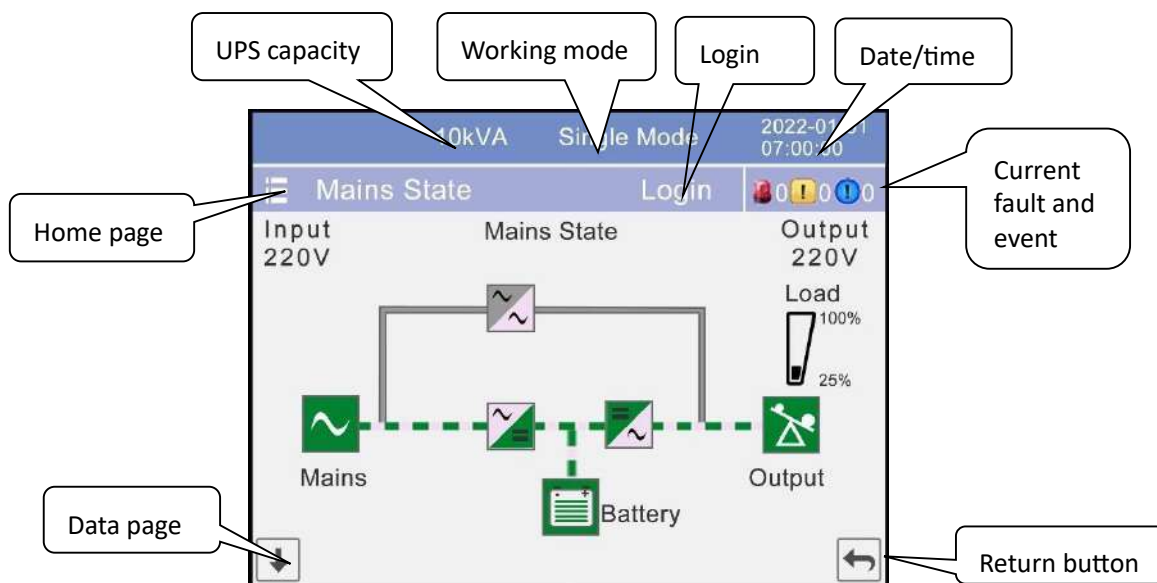 UPS capacity
Working mode
Login
Date/time
10kVA
Single Mode
2022-01-01
07:00:00
Mains State
Login
0
!
0
!
0
Current
fault and
event
Home page
Input
220V
Mains State
Output
220V
Load
100%
25%
Mains
Output
Battery
Data page
Return button